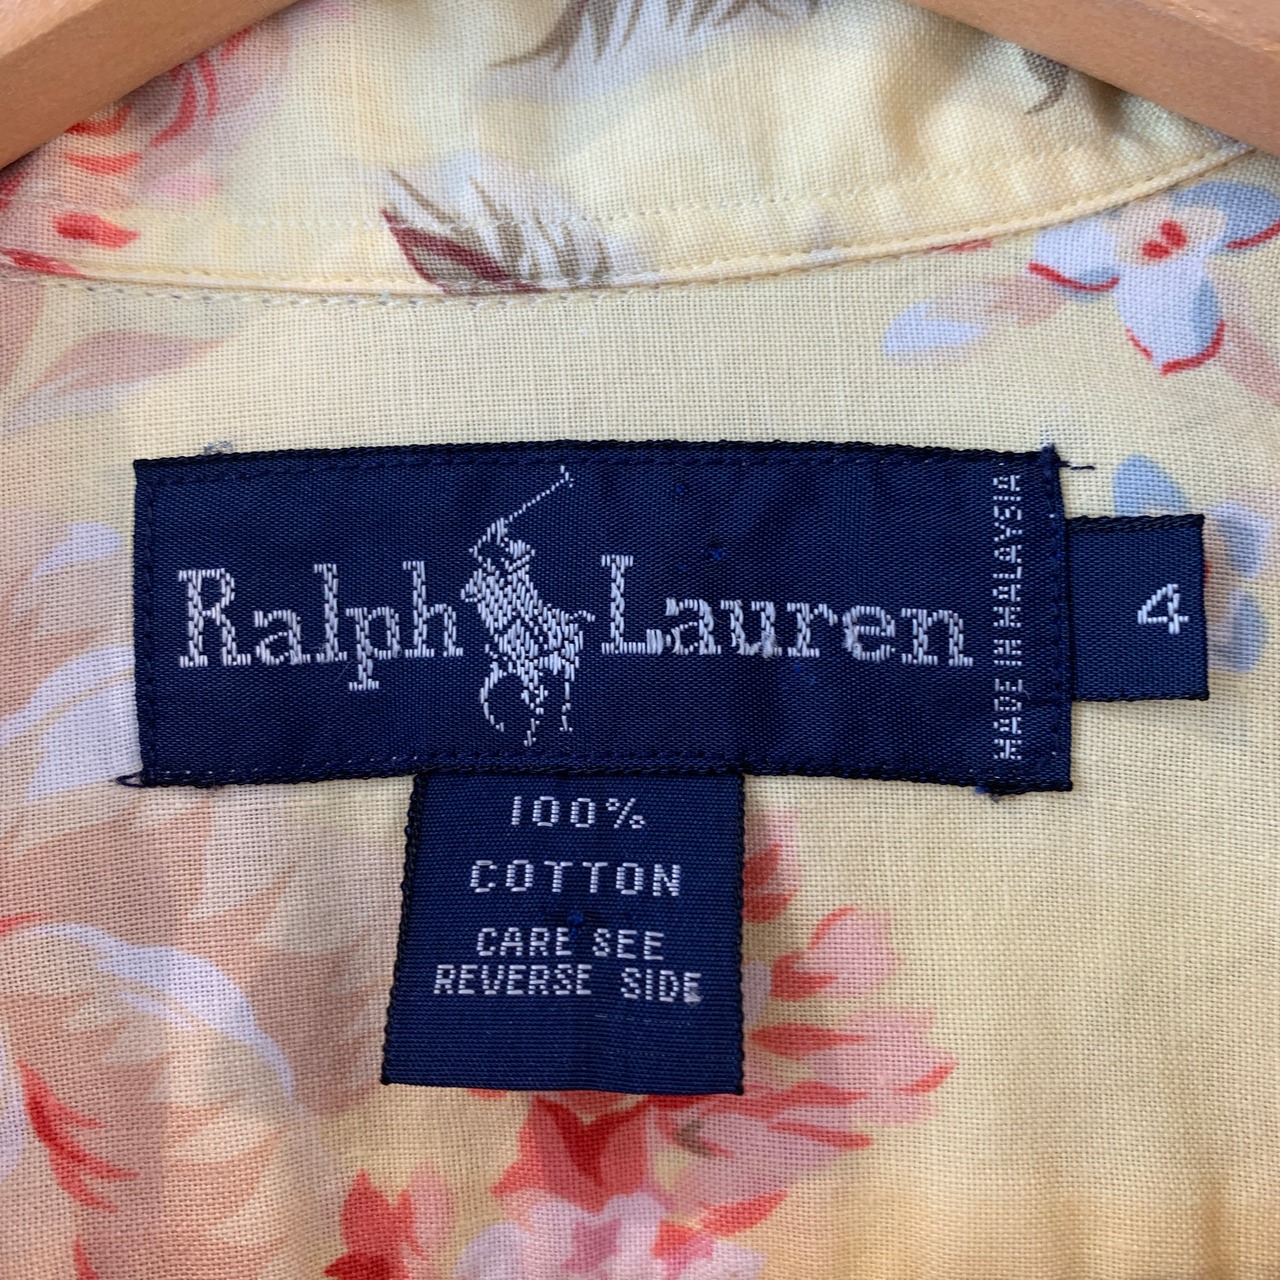 Ralph Lauren
MADE IN MALAYSIA
4
100%
COTTON
CARE SEE
REVERSE SIDE